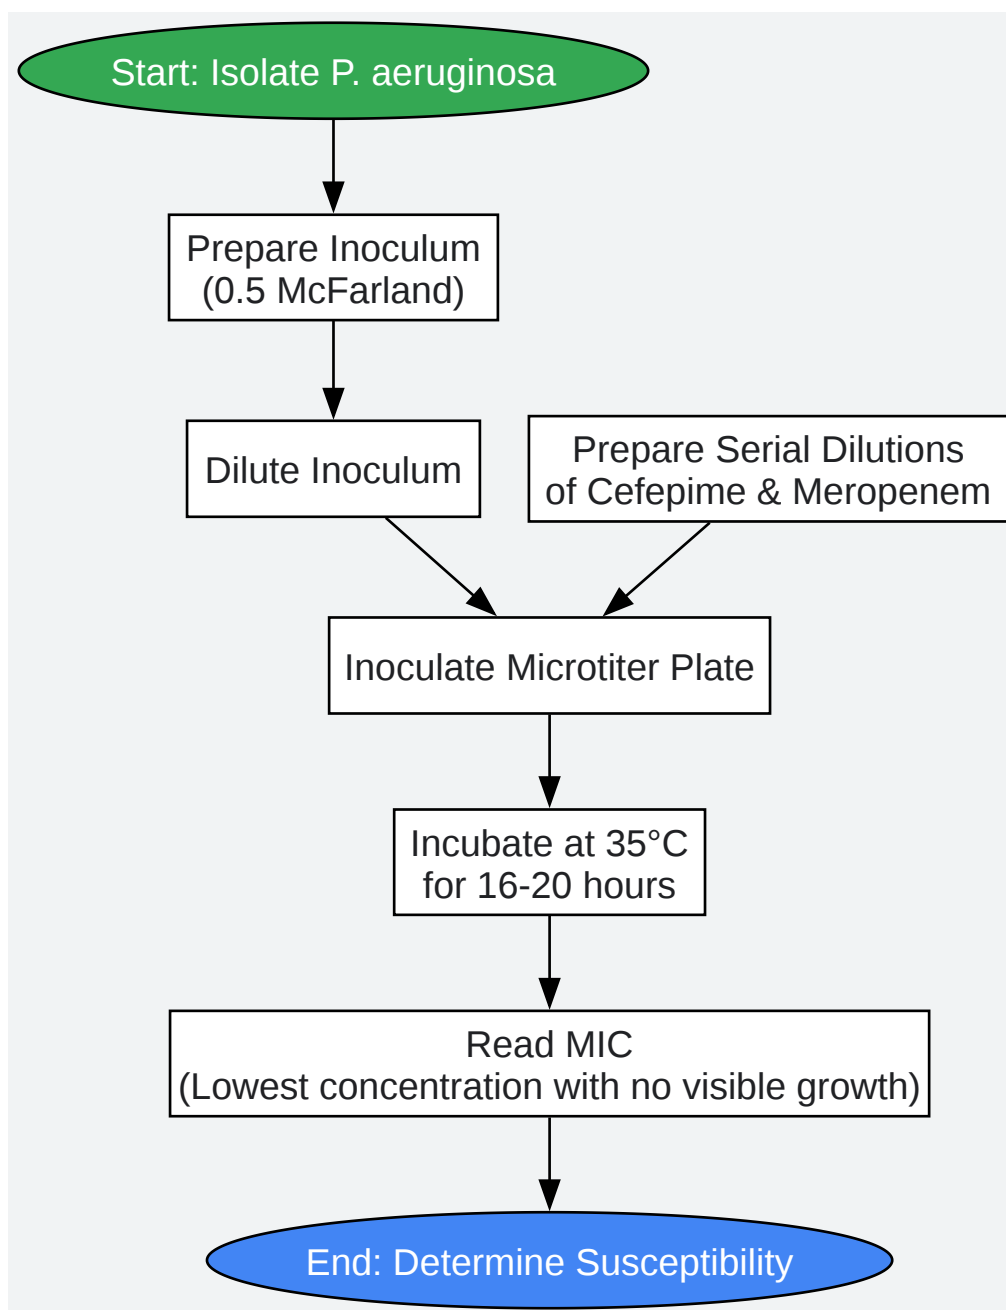 Start: Isolate P. aeruginosa
Prepare Inoculum
(0.5 McFarland)
Dilute Inoculum
Prepare Serial Dilutions
of Cefepime & Meropenem
Inoculate Microtiter Plate
Incubate at 35°C
for 16-20 hours
Read MIC
(Lowest concentration with no visible growth)
End: Determine Susceptibility